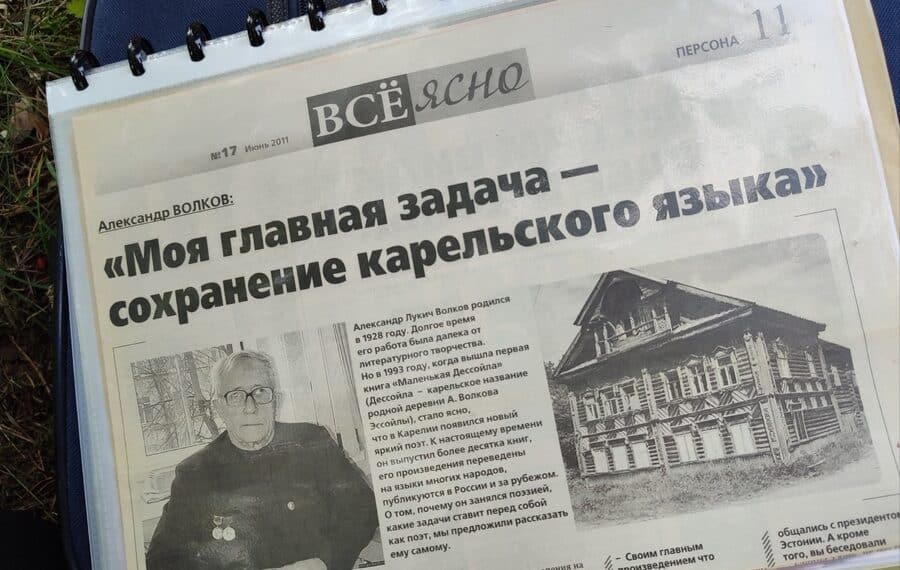 ПЕРСОНА 11
ВСЁ ЯСНО
№17 Июнь 2011
Александр ВОЛКОВ:
«Моя главная задача —
сохранение карельского языка»
Александр Лукич Волков родился
в 1928 году. Долгое время
его работа была далека от
литературного творчества.
Но в 1993 году, когда вышла первая
книга «Маленькая Дессойла»
(Дессойла – карельское название
родной деревни А. Волкова
Эссойлы), стало ясно,
что в Карелии появился новый
яркий поэт. К настоящему времени
он выпустил более десятка книг,
его произведения переведены
на языки многих народов,
публикуются в России и за рубежом.
О том, почему он занялся поэзией,
какие задачи ставит перед собой
как поэт, мы предложили рассказать
ему самому.
– Своим главным
произведением что
общались с президентом
Эстонии. А кроме
того, вы беседовали